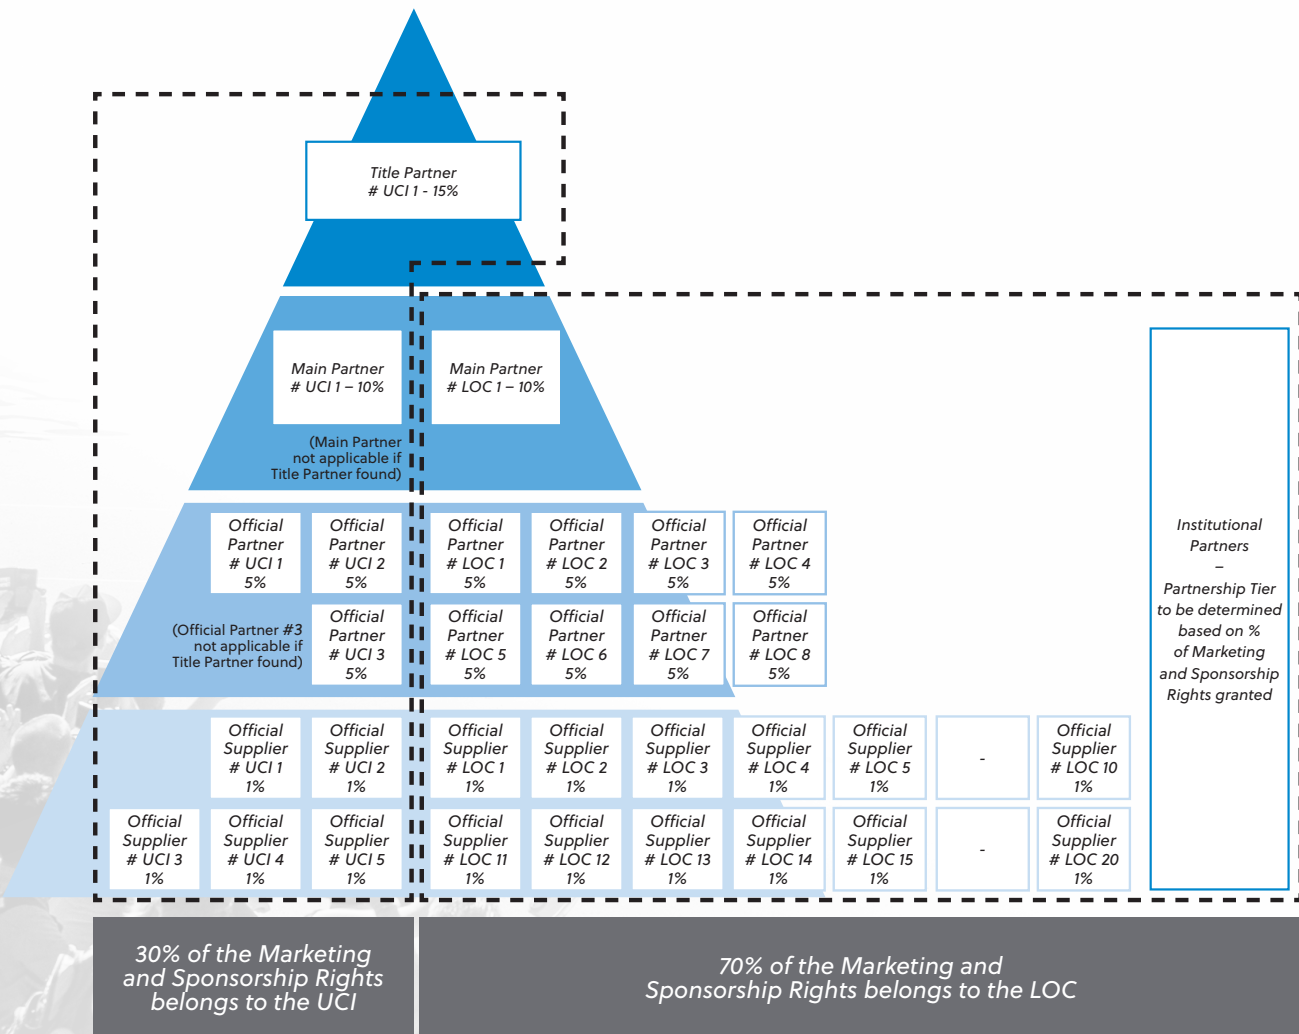 Title Partner
# UCI 1 - 15%
Main Partner
# UCI 1 – 10%
Main Partner
# LOC 1 – 10%
(Main Partner
not applicable if
Title Partner found)
Official
Partner
# UCI 1
5%
Official
Partner
# UCI 2
5%
Official
Partner
# LOC 1
5%
Official
Partner
# LOC 2
5%
Official
Partner
# LOC 3
5%
Official
Partner
# LOC 4
5%
(Official Partner #3
not applicable if
Title Partner found)
Official
Partner
# UCI 3
5%
Official
Partner
# LOC 5
5%
Official
Partner
# LOC 6
5%
Official
Partner
# LOC 7
5%
Official
Partner
# LOC 8
5%
Official
Supplier
# UCI 1
1%
Official
Supplier
# UCI 2
1%
Official
Supplier
# LOC 1
1%
Official
Supplier
# LOC 2
1%
Official
Supplier
# LOC 3
1%
Official
Supplier
# LOC 4
1%
Official
Supplier
# LOC 5
1%
-
Official
Supplier
# LOC 10
1%
Official
Supplier
# UCI 3
1%
Official
Supplier
# UCI 4
1%
Official
Supplier
# UCI 5
1%
Official
Supplier
# LOC 11
1%
Official
Supplier
# LOC 12
1%
Official
Supplier
# LOC 13
1%
Official
Supplier
# LOC 14
1%
Official
Supplier
# LOC 15
1%
-
Official
Supplier
# LOC 20
1%
Institutional
Partners
–
Partnership Tier
to be determined
based on %
of Marketing
and Sponsorship
Rights granted
30% of the Marketing
and Sponsorship Rights
belongs to the UCI
70% of the Marketing and
Sponsorship Rights belongs to the LOC